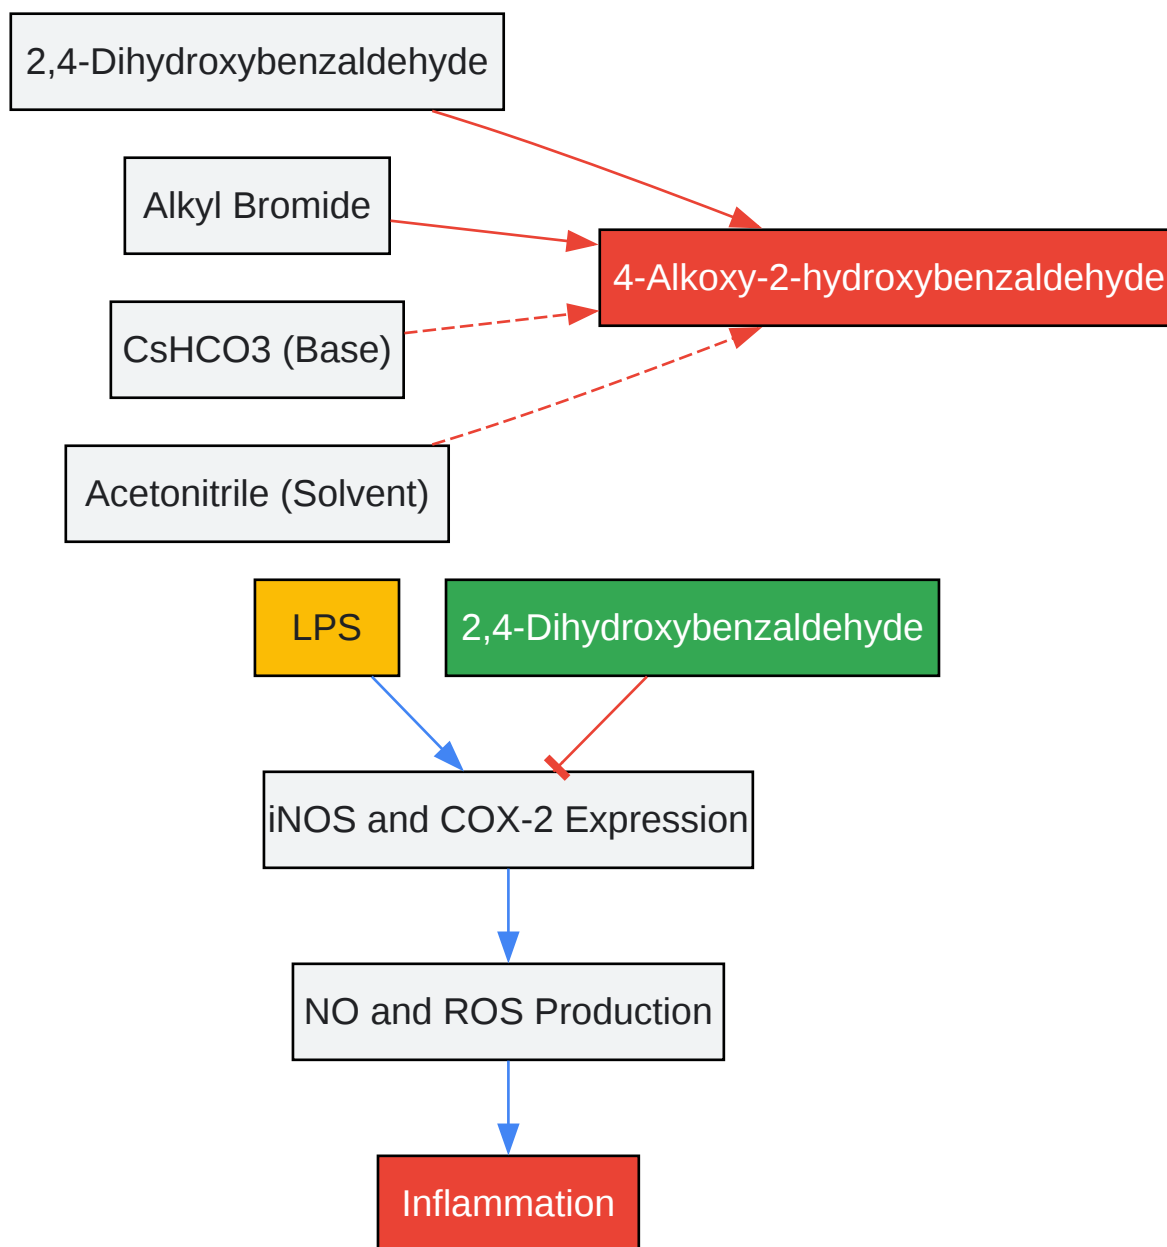 2,4-Dihydroxybenzaldehyde
Alkyl Bromide
4-Alkoxy-2-hydroxybenzaldehyde
CsHCO3 (Base)
Acetonitrile (Solvent)
LPS
2,4-Dihydroxybenzaldehyde
iNOS and COX-2 Expression
NO and ROS Production
Inflammation